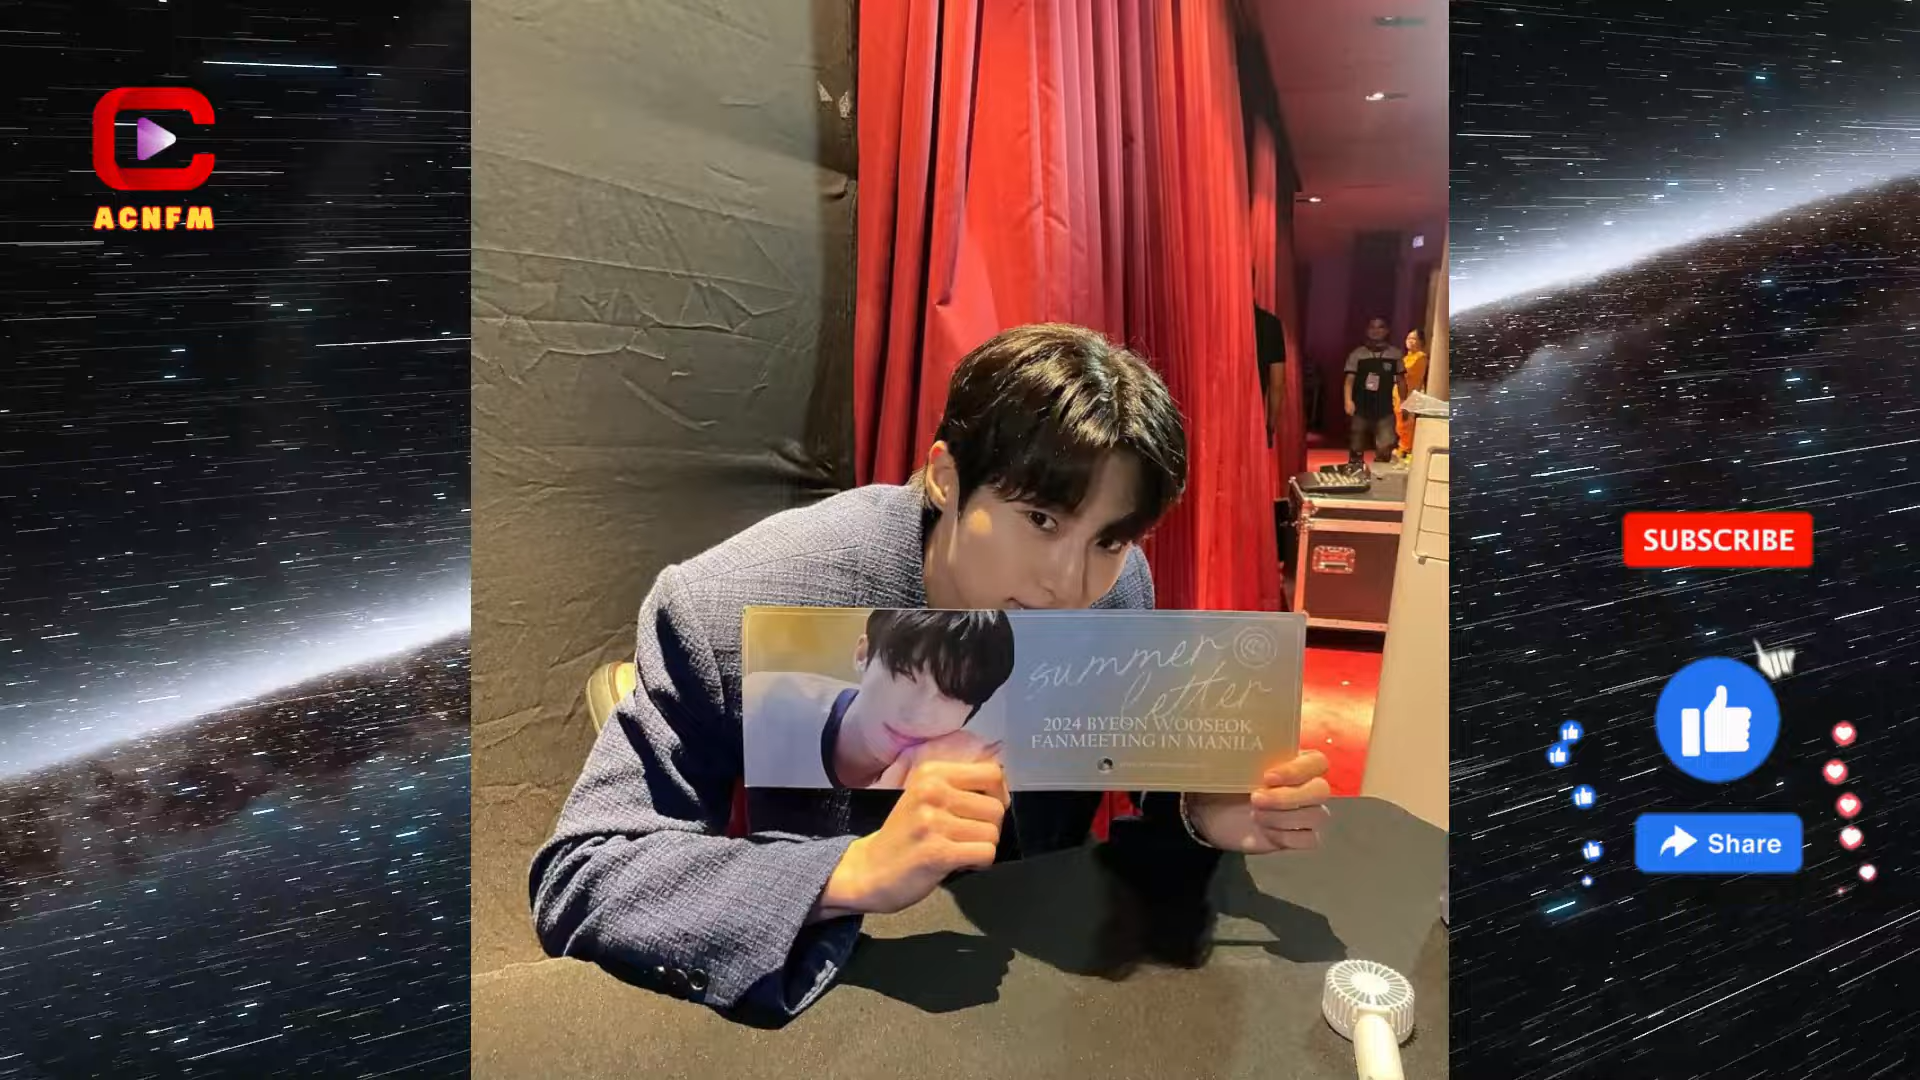 ACNFM
summer
letter
2024 BYEON WOOSEOK
FANMEETING IN MANILA
SUBSCRIBE
Share